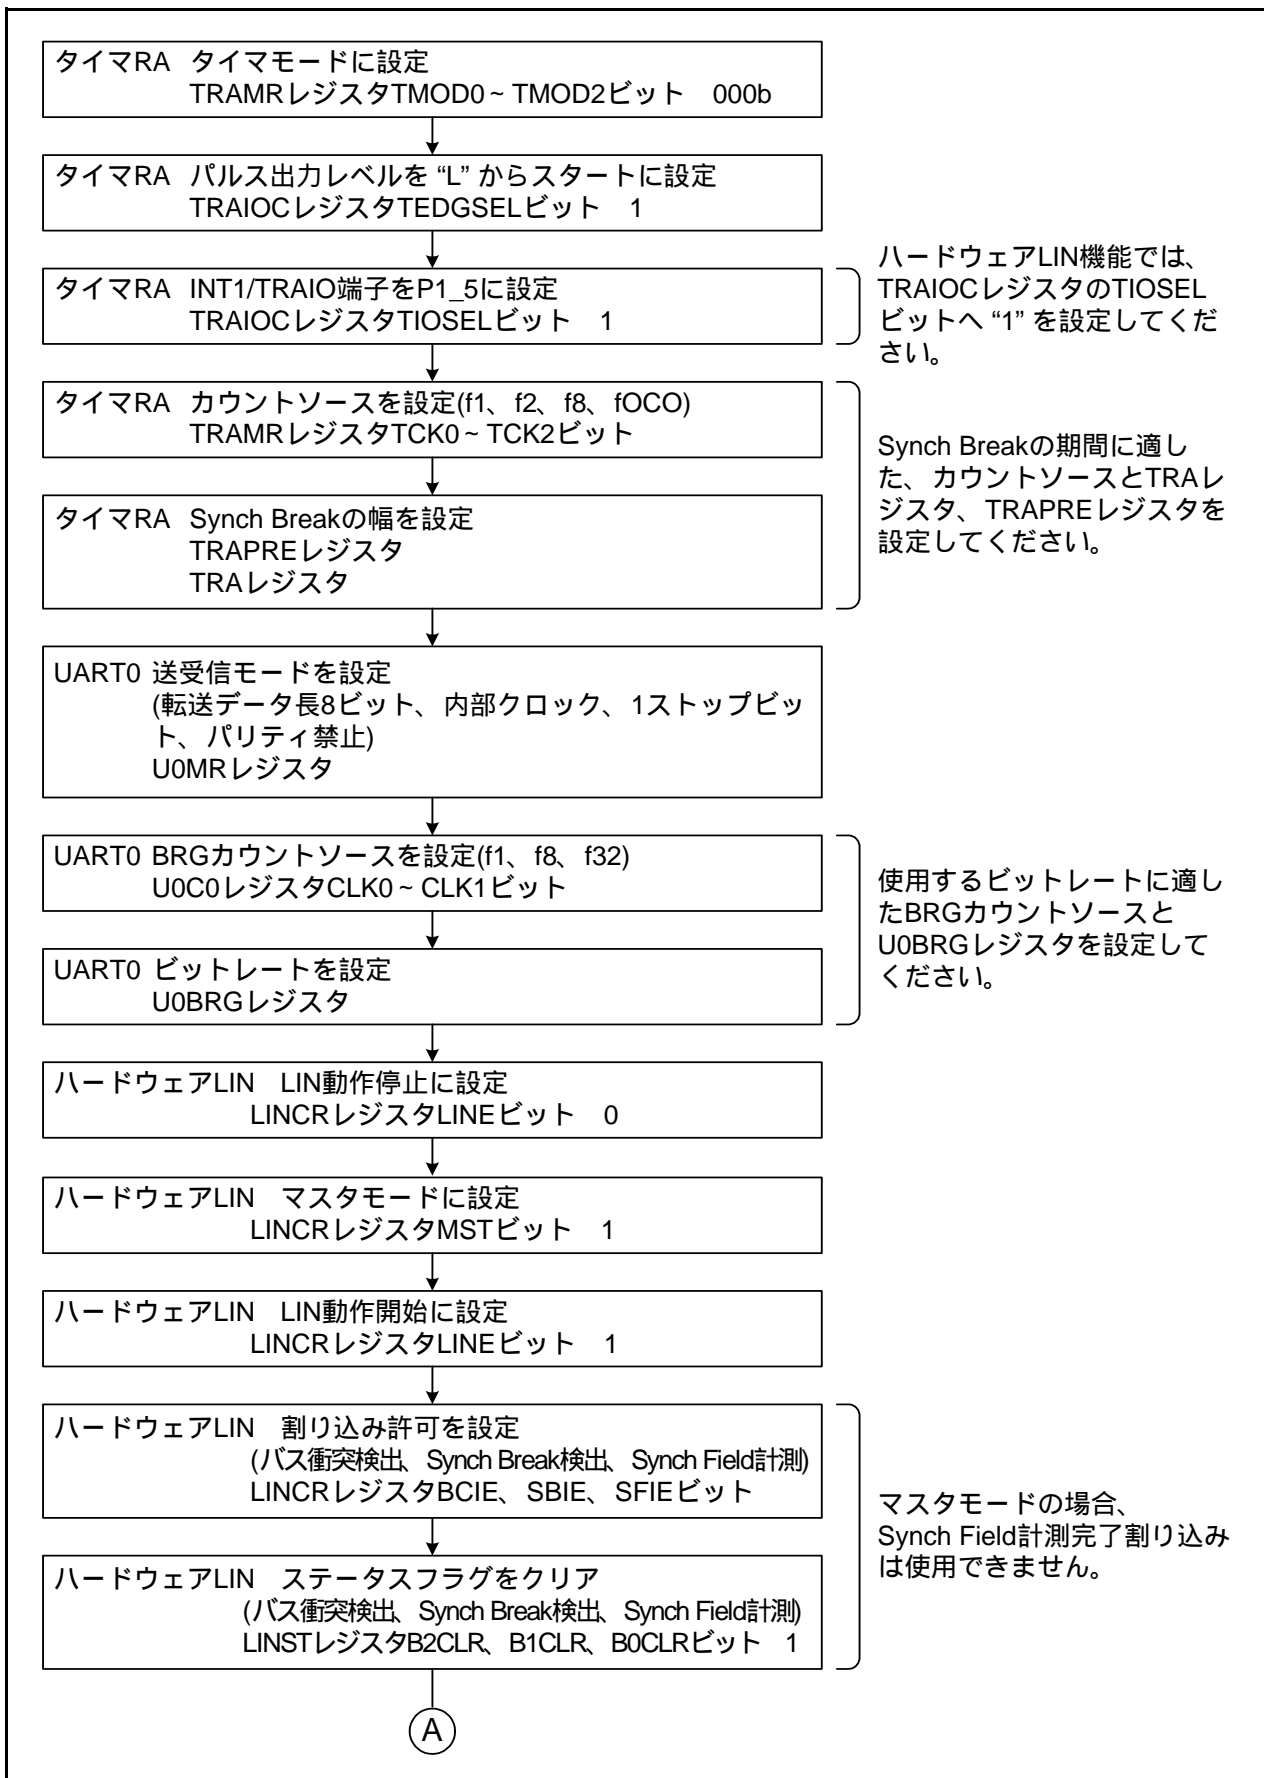 タイマRA タイマモードに設定
TRAMRレジスタTMOD0～TMOD2ビット 000b
タイマRA パルス出力レベルを “L” からスタートに設定
TRAIOCレジスタTEDGSELビット 1
タイマRA INT1/TRAIO端子をP1_5に設定
TRAIOCレジスタTIOSELビット 1
ハードウェアLIN機能では、
TRAIOCレジスタのTIOSEL
ビットへ “1” を設定してくだ
さい。
タイマRA カウントソースを設定(f1、f2、f8、fOCO)
TRAMRレジスタTCK0～TCK2ビット
タイマRA Synch Breakの幅を設定
TRAPREレジスタ
TRAレジスタ
Synch Breakの期間に適し
た、カウントソースとTRAレ
ジスタ、TRAPREレジスタを
設定してください。
UART0 送受信モードを設定
(転送データ長8ビット、内部クロック、1ストップビッ
ト、パリティ禁止)
U0MRレジスタ
UART0 BRGカウントソースを設定(f1、f8、f32)
U0C0レジスタCLK0～CLK1ビット
UART0 ビットレートを設定
U0BRGレジスタ
使用するビットレートに適し
たBRGカウントソースと
U0BRGレジスタを設定して
ください。
ハードウェアLIN LIN動作停止に設定
LINCRレジスタLINEビット 0
ハードウェアLIN マスタモードに設定
LINCRレジスタMSTビット 1
ハードウェアLIN LIN動作開始に設定
LINCRレジスタLINEビット 1
ハードウェアLIN 割り込み許可を設定
(バス衝突検出、Synch Break検出、Synch Field計測)
LINCRレジスタBCIE、SBIE、SFIEビット
ハードウェアLIN ステータスフラグをクリア
(バス衝突検出、Synch Break検出、Synch Field計測)
LINSTレジスタB2CLR、B1CLR、B0CLRビット 1
マスタモードの場合、
Synch Field計測完了割り込み
は使用できません。
A